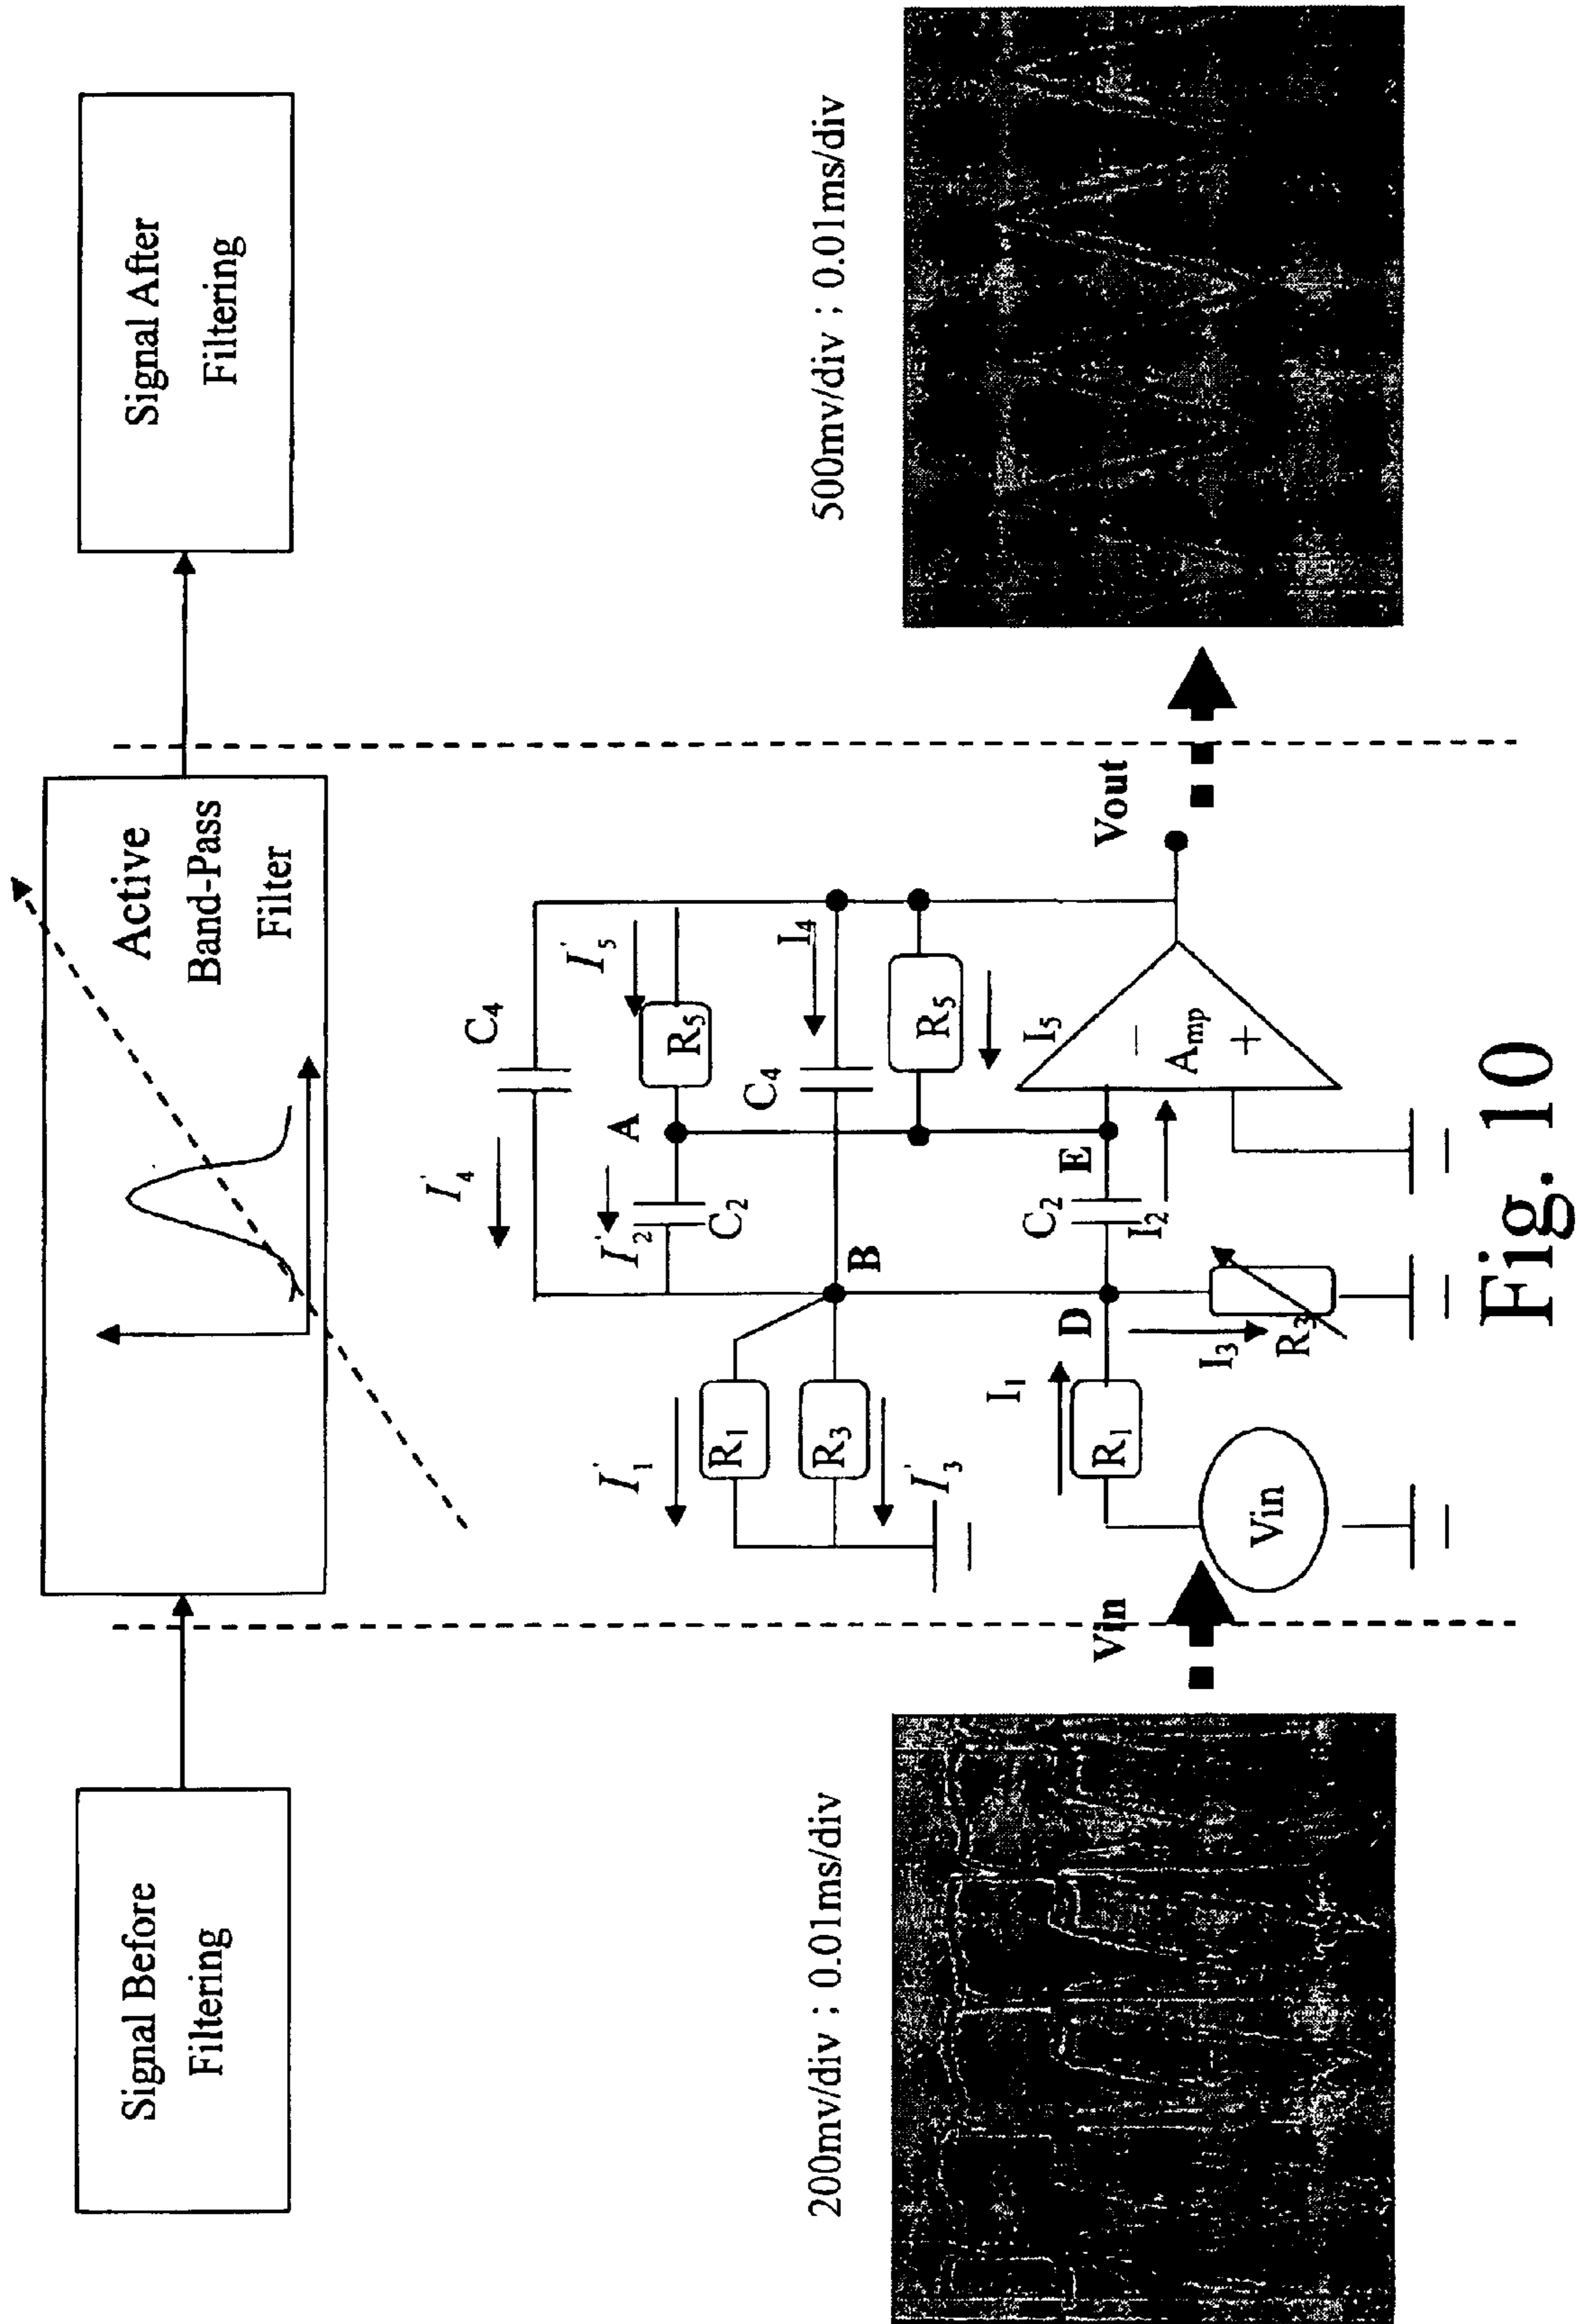 Signal Before
Filtering
Active
Band-Pass
Filter
Signal After
Filtering
200mv/div ; 0.01ms/div
500mv/div ; 0.01ms/div
C4
I'4
I'5
R5
A
I'2
C2
I4
C4
B
I'1
R1
R3
I'3
R5
I5
E
C2
I2
D
I1
R1
I3
R3
− Amp +
Vin
Vin
Vout
Fig. 10